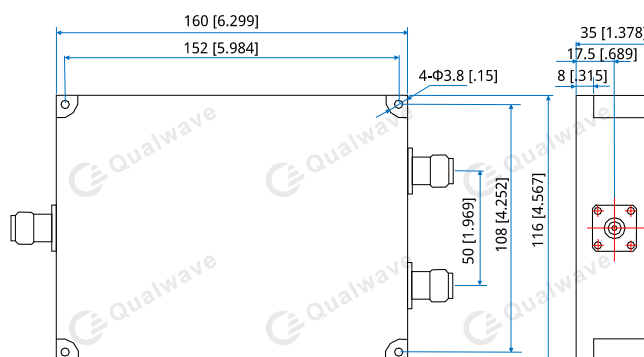 160 [6.299]
35 [1.378]
152 [5.984]
17.5 [.689]
4-Φ3.8 [.15]
8 [.315]
Qualwave
Qualwave
Qualwave
50 [1.969]
108 [4.252]
116 [4.567]
Qualwave
Qualwave
Qualwave